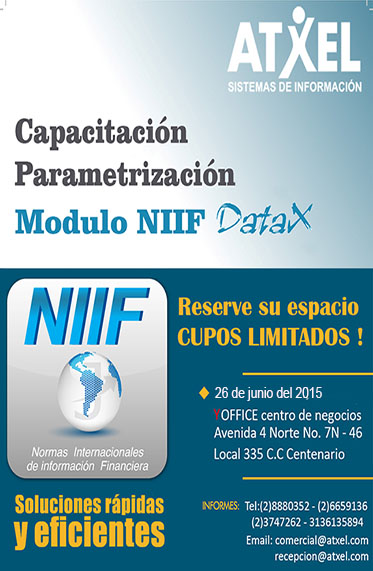 ATXEL
SISTEMAS DE INFORMACIÓN
Capacitación
Parametrización
Modulo NIIF DataX
NIIF
Normas Internacionales
de información Financiera
Reserve su espacio
CUPOS LIMITADOS !
26 de junio del 2015
YOFFICE centro de negocios
Avenida 4 Norte No. 7N - 46
Local 335 C.C Centenario
Soluciones rápidas
y eficientes
INFORMES: Tel:(2)8880352 - (2)6659136
(2)3747262 - 3136135894
Email: comercial@atxel.com
recepcion@atxel.com